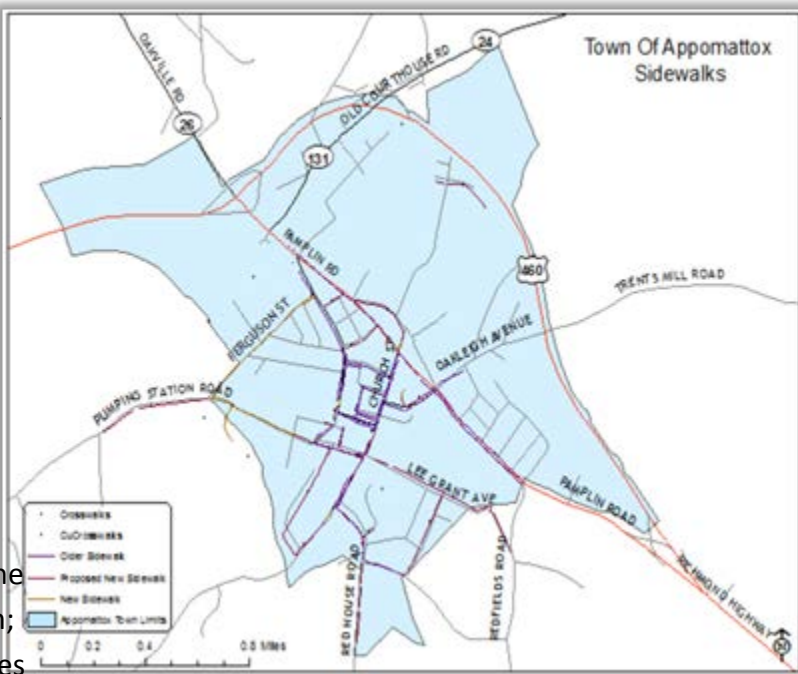 Town Of Appomattox
Sidewalks
24
OAKVILLE RD
OLD COURTHOUSE RD
26
131
PAMPLIN RD
460
TRENTS MILL ROAD
FERGUSON ST
OAKLEIGH AVENUE
CHURCH ST
PUMPING STATION ROAD
LEE GRANT AVE
PAMPLIN ROAD
RED HOUSE ROAD
REDFIELDS ROAD
RICHMOND HIGHWAY
Crosswalks
CuCrosswalks
Older Sidewalk
Proposed New Sidewalk
New Sidewalk
Appomattox Town Limits
0 0.2 0.4 0.8 Miles